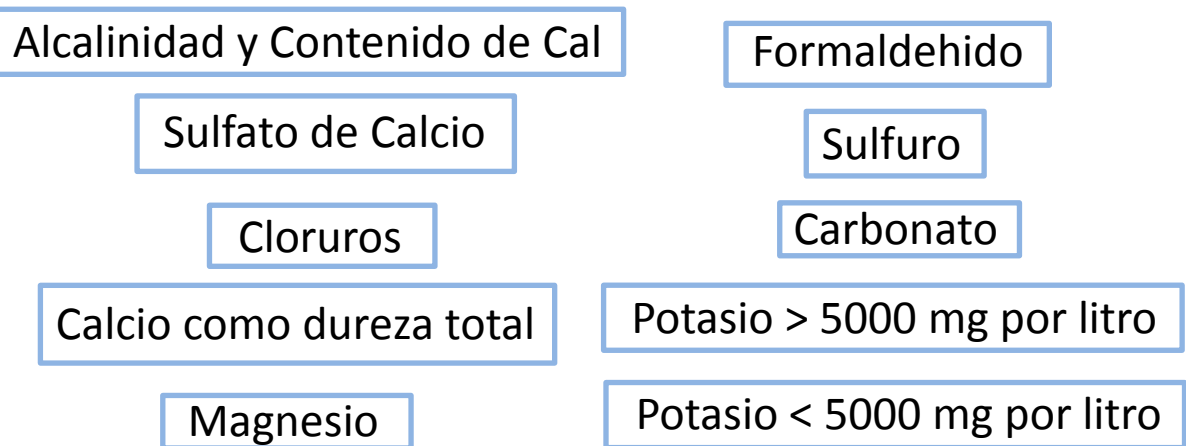 Alcalinidad y Contenido de Cal
Formaldehido
Sulfato de Calcio
Sulfuro
Cloruros
Carbonato
Calcio como dureza total
Potasio > 5000 mg por litro
Magnesio
Potasio < 5000 mg por litro